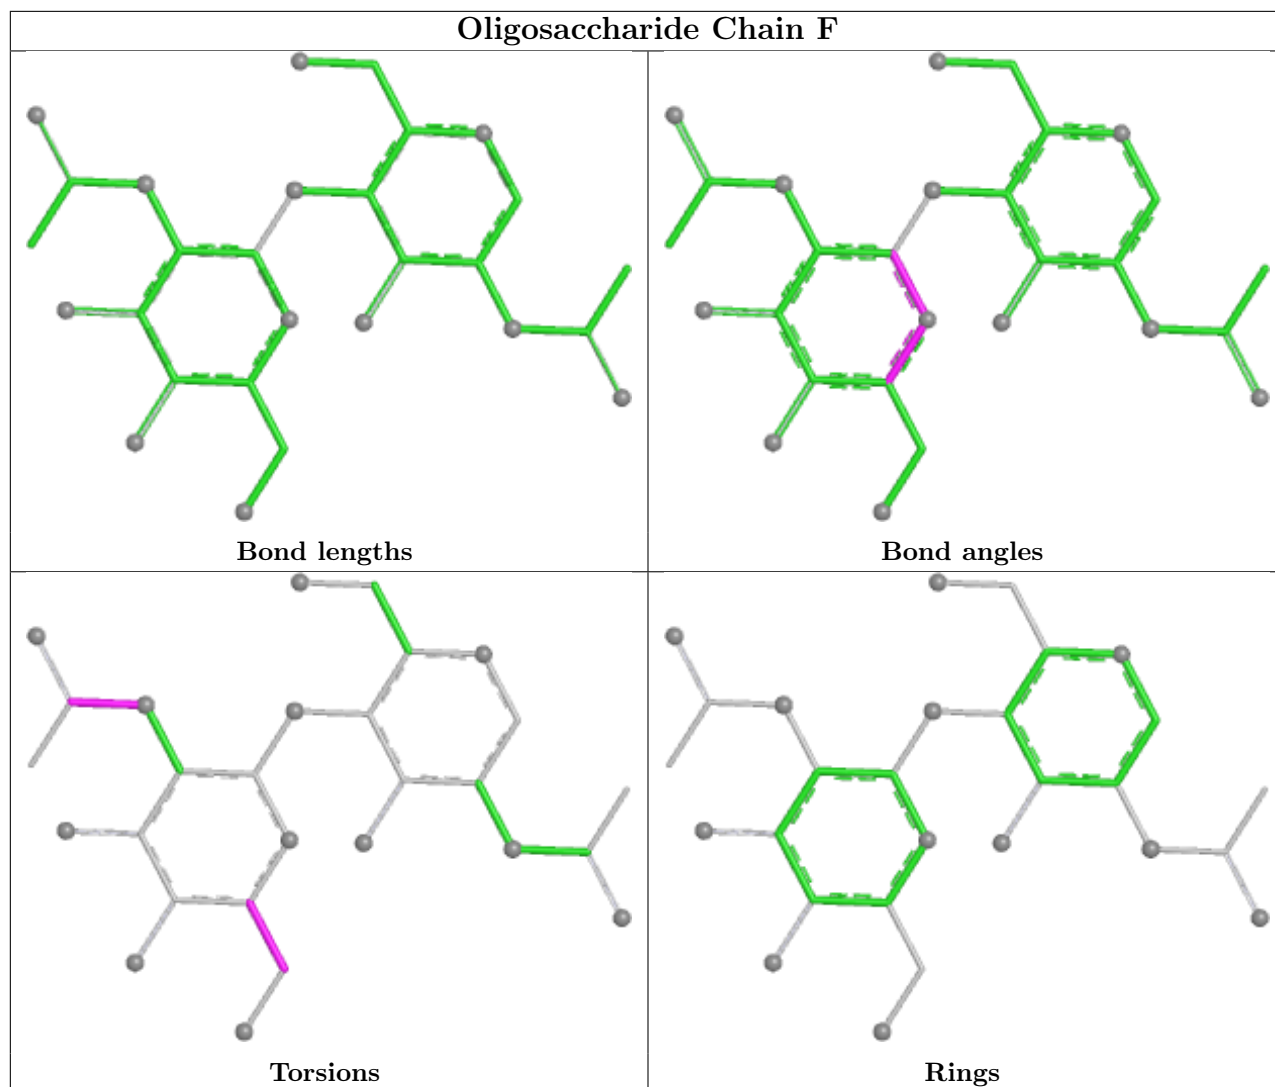 Oligosaccharide Chain F
Bond lengths
Bond angles
Torsions
Rings